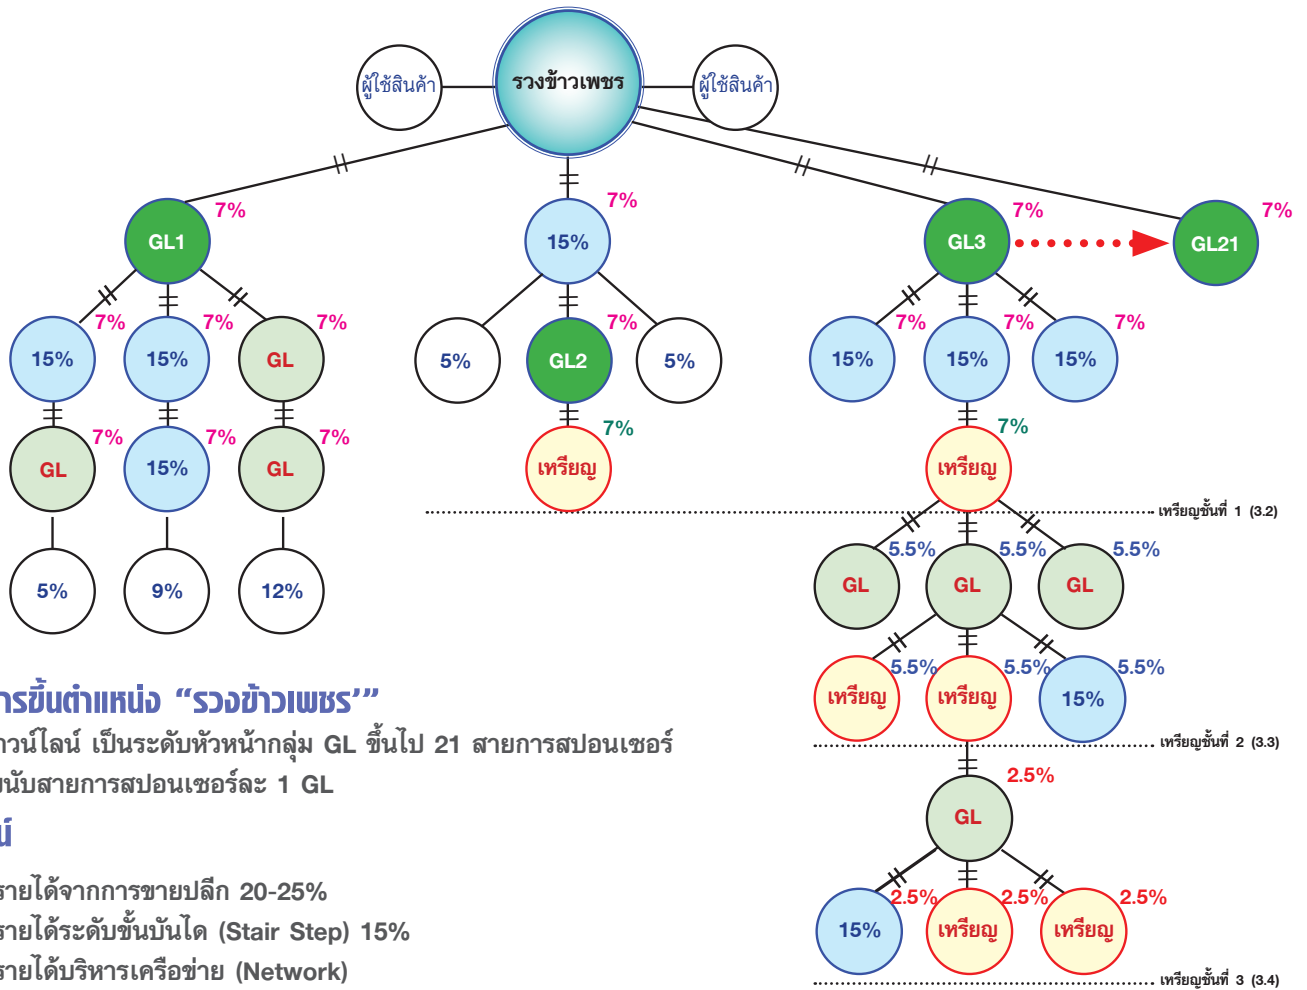 ผู้ใช้สินค้า รวงข้าวเพชร ผู้ใช้สินค้า
7% 7% 7% 7%
GL1 15% GL3 GL21
7% 7% 7% 7% 7% 7% 7%
15% 15% GL 5% GL2 5% 15% 15% 15%
7% 7% 7% 7% 7%
GL 15% GL เหรียญ เหรียญ
เหรียญชั้นที่ 1 (3.2)
5.5% 5.5% 5.5%
5% 9% 12% GL GL GL
5.5% 5.5% 5.5%
เหรียญ เหรียญ 15%
เหรียญชั้นที่ 2 (3.3)
2.5%
GL
2.5% 2.5% 2.5%
15% เหรียญ เหรียญ
เหรียญชั้นที่ 3 (3.4)
ารขึ้นตำแหน่ง “รวงข้าวเพชร’”
าวน์ไลน์ เป็นระดับหัวหน้ากลุ่ม GL ขึ้นไป 21 สายการสปอนเซอร์
นับสายการสปอนเซอร์ละ 1 GL
น์
รายได้จากการขายปลีก 20-25%
รายได้ระดับขั้นบันได (Stair Step) 15%
รายได้บริหารเครือข่าย (Network)